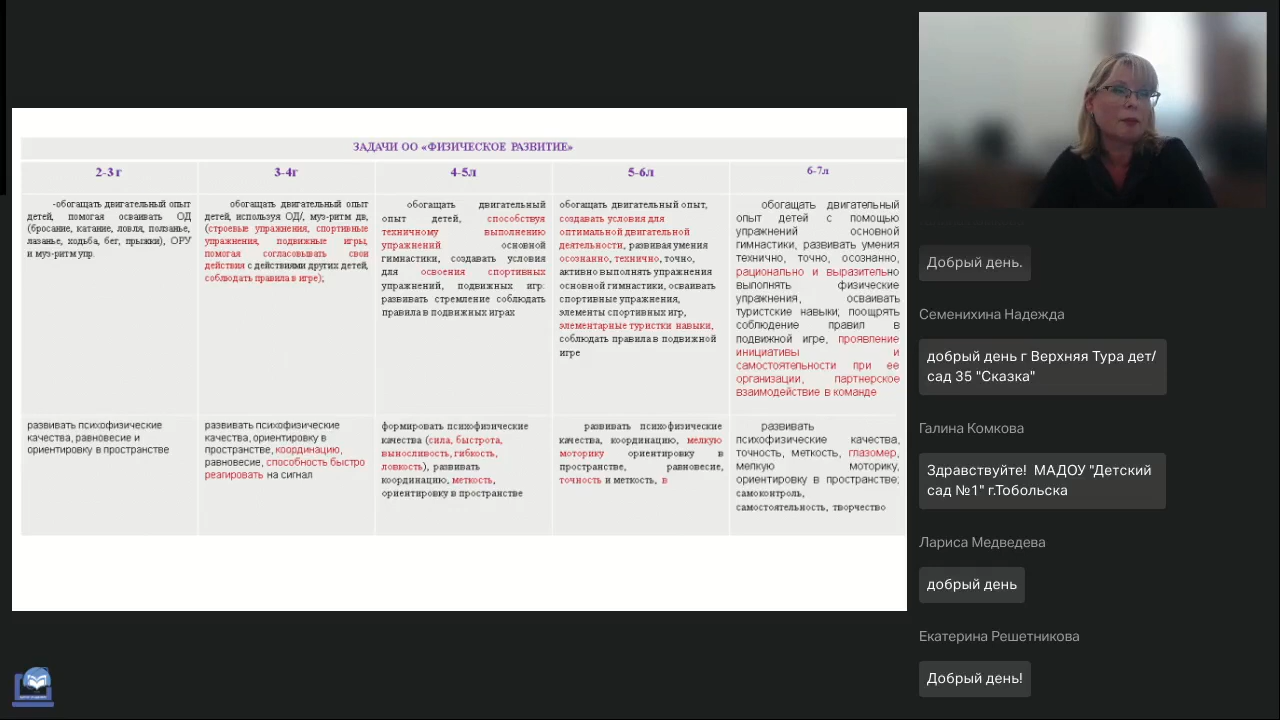 ЗАДАЧИ ОО «ФИЗИЧЕСКОЕ РАЗВИТИЕ»
2-3 г
3-4г
4-5л
5-6л
6-7л
-обогащать двигательный опыт
детей, помогая осваивать ОД
(бросание, катание, ловля, ползанье,
лазанье, ходьба, бег, прыжки), ОРУ
и муз-ритм упр.
обогащать двигательный опыт
детей, используя ОД/, муз-ритм дв,
(строевые упражнения, спортивные
упражнения, подвижные игры,
помогая согласовывать свои
действия с действиями других детей,
соблюдать правила в игре);
обогащать двигательный
опыт детей, способствуя
техничному выполнению
упражнений основной
гимнастики, создавать условия
для освоения спортивных
упражнений, подвижных игр:
развивать стремление соблюдать
правила в подвижных играх
обогащать двигательный опыт,
создавать условия для
оптимальной двигательной
деятельности, развивая умения
осознанно, технично, точно,
активно выполнять упражнения
основной гимнастики, осваивать
спортивные упражнения,
элементы спортивных игр,
элементарные туристки навыки,
соблюдать правила в подвижной
игре
обогащать двигательный
опыт детей с помощью
упражнений основной
гимнастики, развивать умения
технично, точно, осознанно,
рационально и выразительно
выполнять физические
упражнения, осваивать
туристские навыки; поощрять
соблюдение правил в
подвижной игре, проявление
инициативы и
самостоятельности при ее
организации, партнерское
взаимодействие в команде
развивать психофизические
качества, равновесие и
ориентировку в пространстве
развивать психофизические
качества, ориентировку в
пространстве, координацию,
равновесие, способность быстро
реагировать на сигнал
формировать психофизические
качества (сила, быстрота,
выносливость, гибкость,
ловкость), развивать
координацию, меткость,
ориентировку в пространстве
развивать психофизические
качества, координацию, мелкую
моторику ориентировку в
пространстве, равновесие,
точность и меткость, в
развивать
психофизические качества,
точность, меткость, глазомер,
мелкую моторику,
ориентировку в пространстве;
самоконтроль,
самостоятельность, творчество
Добрый день.
Семенихина Надежда
добрый день г Верхняя Тура дет/
сад 35 "Сказка"
Галина Комкова
Здравствуйте! МАДОУ "Детский
сад №1" г.Тобольска
Лариса Медведева
добрый день
Екатерина Решетникова
Добрый день!